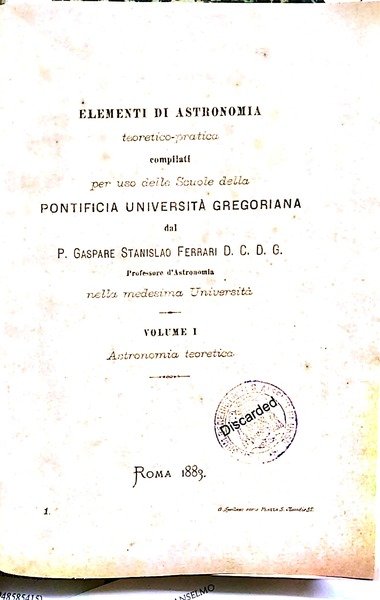 ELEMENTI DI ASTRONOMIA
teoretico-pratica
compilati
per uso delle Scuole della
PONTIFICIA UNIVERSITÀ GREGORIANA
dal
P. GASPARE STANISLAO FERRARI D. C. D. G.
Professore d'Astronomia
nella medesima Università
VOLUME I
Astronomia teoretica
Discarded
ROMA 1883.
1.
ANSELMO